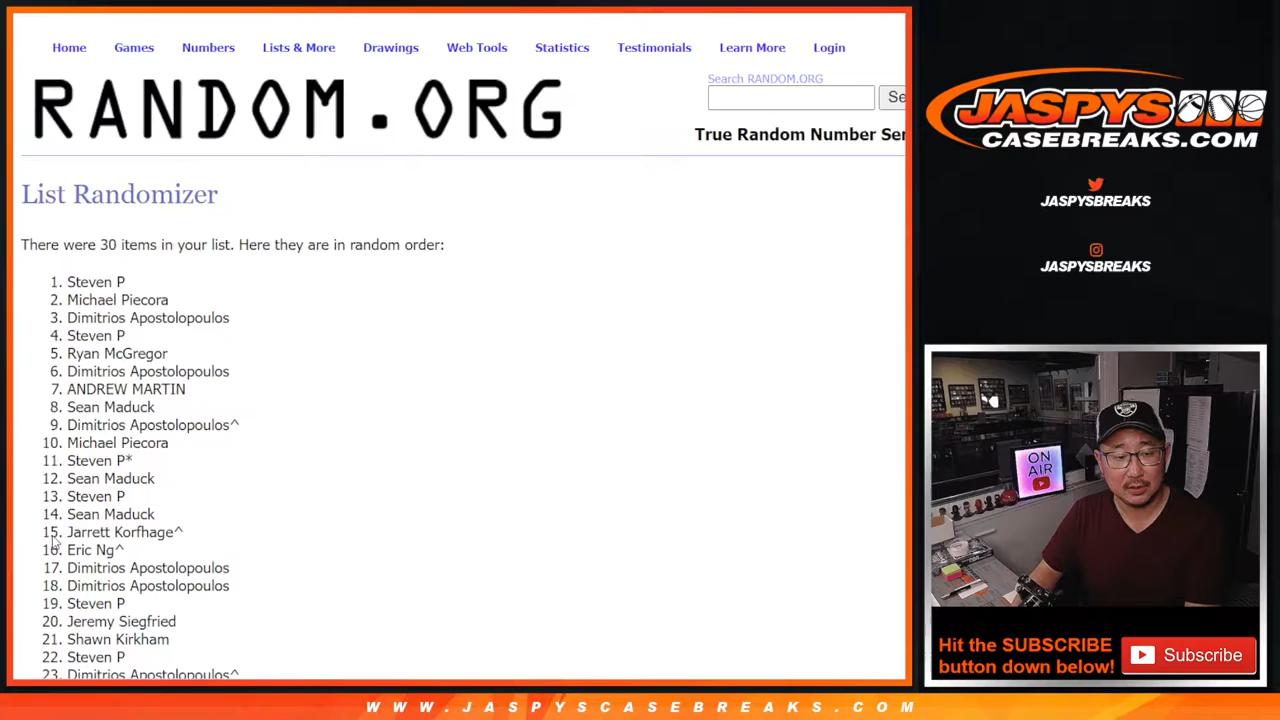 Home Games Numbers Lists & More Drawings Web Tools Statistics Testimonials Learn More Login
Search RANDOM.ORG
RANDOM.ORG
Se
True Random Number Ser
List Randomizer
There were 30 items in your list. Here they are in random order:
1. Steven P
2. Michael Piecora
3. Dimitrios Apostolopoulos
4. Steven P
5. Ryan McGregor
6. Dimitrios Apostolopoulos
7. ANDREW MARTIN
8. Sean Maduck
9. Dimitrios Apostolopoulos^
10. Michael Piecora
11. Steven P*
12. Sean Maduck
13. Steven P
14. Sean Maduck
15. Jarrett Korfhage^
16. Eric Ng^
17. Dimitrios Apostolopoulos
18. Dimitrios Apostolopoulos
19. Steven P
20. Jeremy Siegfried
21. Shawn Kirkham
22. Steven P
23. Dimitrios Apostolopoulos^
JASPYS
CASEBREAKS.COM
JASPYSBREAKS
JASPYSBREAKS
ON
AIR
Hit the SUBSCRIBE
button down below!
Subscribe
WWW.JASPYSCASEBREAKS.COM